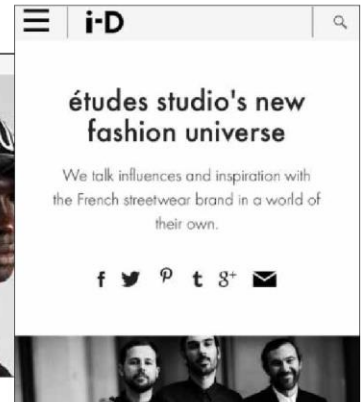 i-D
études studio's new
fashion universe
We talk influences and inspiration with
the French streetwear brand in a world of
their own.
f t g+